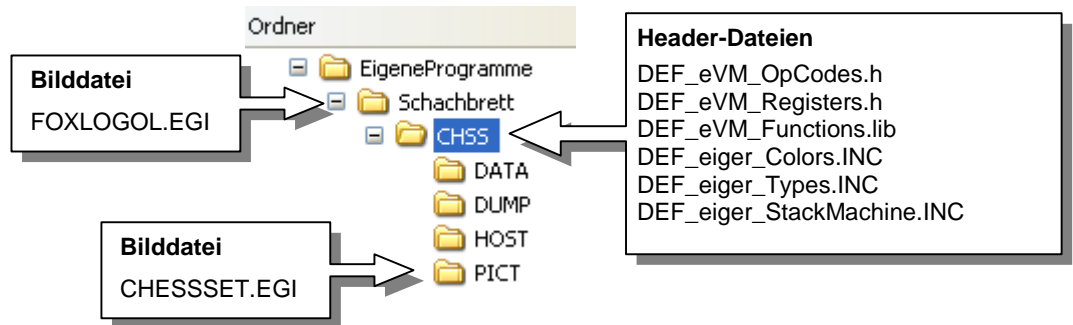 Ordner
EigeneProgramme
Schachbrett
CHSS
DATA
DUMP
HOST
PICT
Bilddatei
FOXLOGOL.EGI
Bilddatei
CHESSSET.EGI
Header-Dateien
DEF_eVM_OpCodes.h
DEF_eVM_Registers.h
DEF_eVM_Functions.lib
DEF_eiger_Colors.INC
DEF_eiger_Types.INC
DEF_eiger_StackMachine.INC